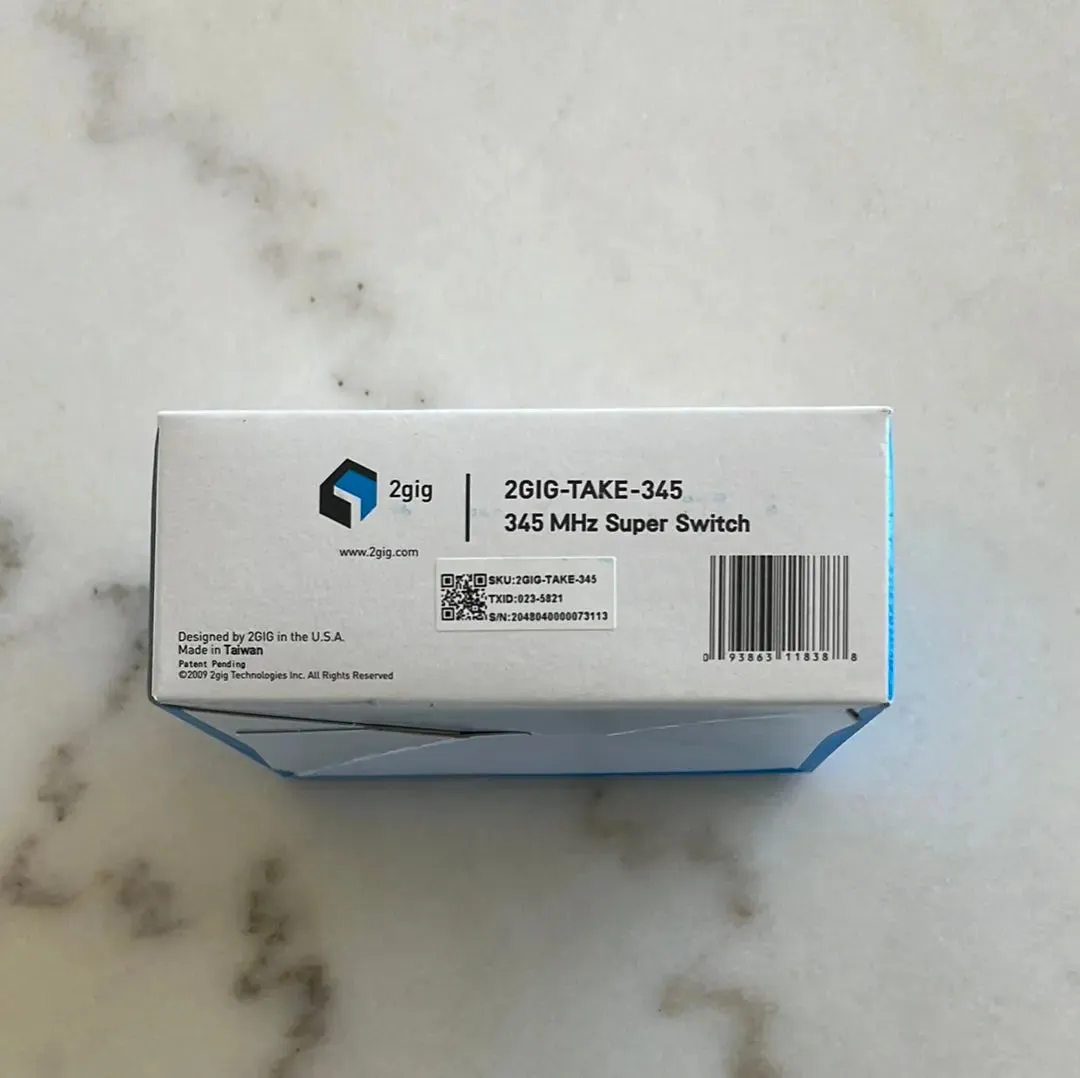 2gig
www.2gig.com
2GIG-TAKE-345
345 MHz Super Switch
SKU:2GIG-TAKE-345
TXID:023-5821
S/N:2048040000073113
Designed by 2GIG in the U.S.A.
Made in Taiwan
Patent Pending
©2009 2gig Technologies Inc. All Rights Reserved
0 93863 11838 8